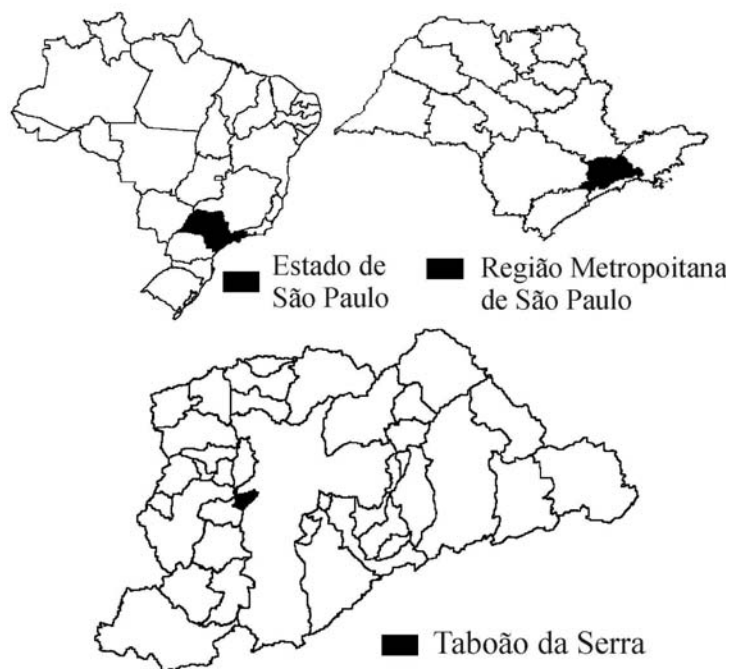 Estado de
São Paulo
Região Metropoitana
de São Paulo
Taboão da Serra